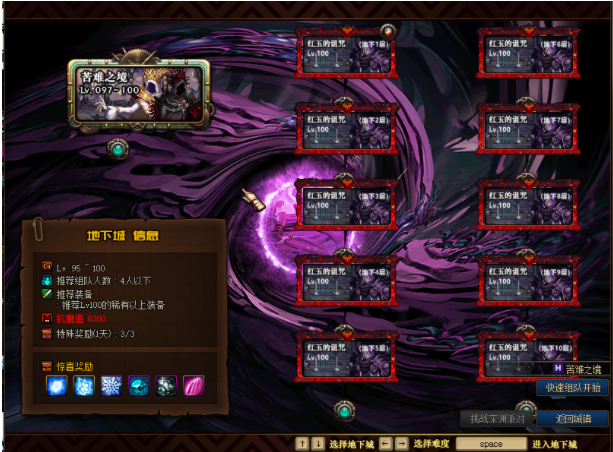 苦难之境
Lv. 097~ 100
红玉的诅咒 (地下1层)
Lv.100
红玉的诅咒 (地下6层)
Lv.100
红玉的诅咒 (地下2层)
Lv.100
红玉的诅咒 (地下7层)
Lv.100
红玉的诅咒 (地下3层)
Lv.100
红玉的诅咒 (地下8层)
Lv.100
红玉的诅咒 (地下4层)
Lv.100
红玉的诅咒 (地下9层)
Lv.100
红玉的诅咒 (地下5层)
Lv.100
红玉的诅咒 (地下10层)
Lv.100
地下城 信息
Lv 95 ~ 100
推荐组队人数 : 4人以下
推荐装备
: 推荐Lv100的稀有以上装备
抗魔值 8300
特殊奖励(1天) : 3/3
惊喜奖励
H 苦难之境
快速组队开始
挑战深渊派对
返回城镇
↑ ↓ 选择地下城 ← → 选择难度 space 进入地下城